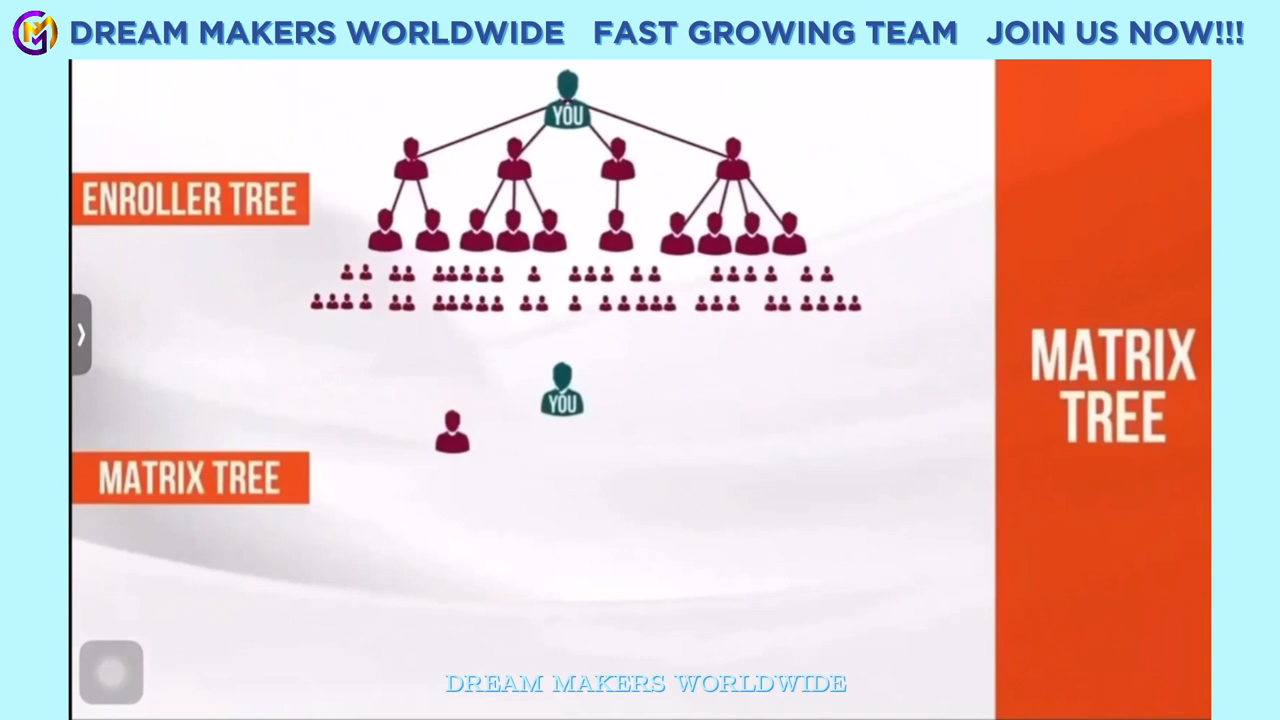 DREAM MAKERS WORLDWIDE FAST GROWING TEAM JOIN US NOW!!!
YOU
ENROLLER TREE
MATRIX
TREE
YOU
MATRIX TREE
DREAM MAKERS WORLDWIDE